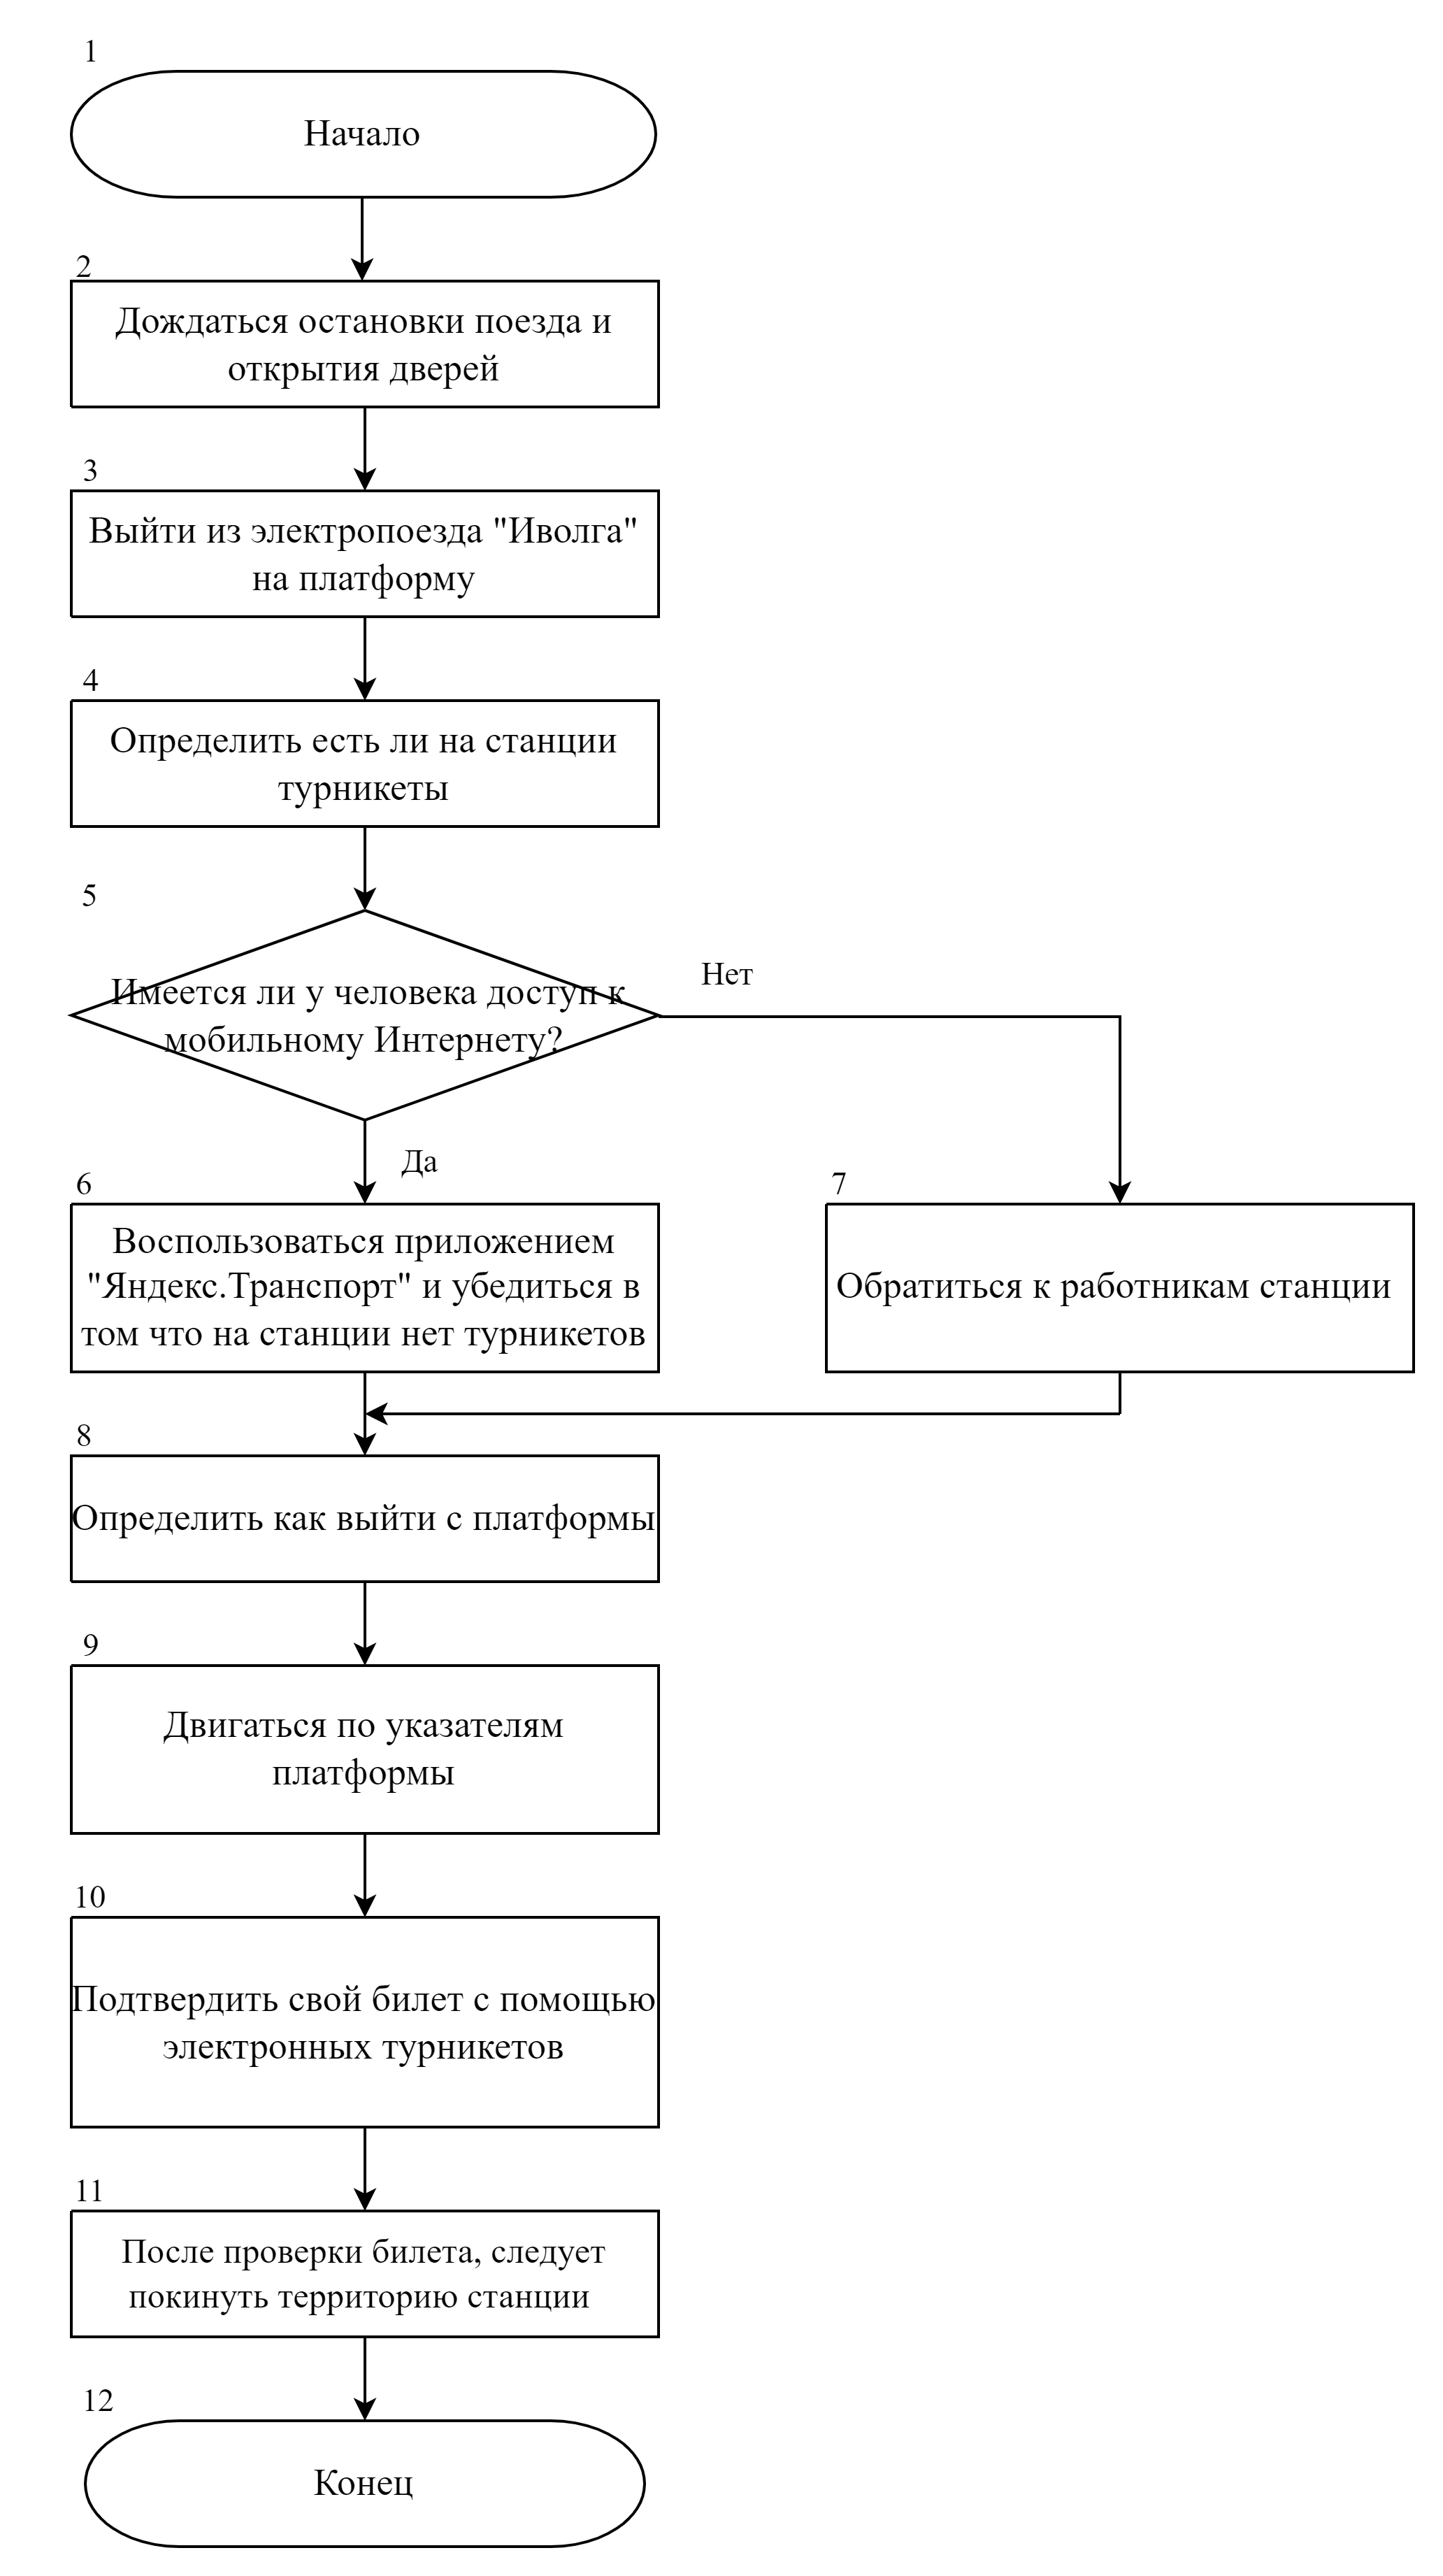 1
Начало
2
Дождаться остановки поезда и
открытия дверей
3
Выйти из электропоезда "Иволга"
на платформу
4
Определить есть ли на станции
турникеты
5
Имеется ли у человека доступ к
мобильному Интернету?
Нет
Да
6
Воспользоваться приложением
"Яндекс.Транспорт" и убедиться в
том что на станции нет турникетов
7
Обратиться к работникам станции
8
Определить как выйти с платформы
9
Двигаться по указателям
платформы
10
Подтвердить свой билет с помощью
электронных турникетов
11
После проверки билета, следует
покинуть территорию станции
12
Конец